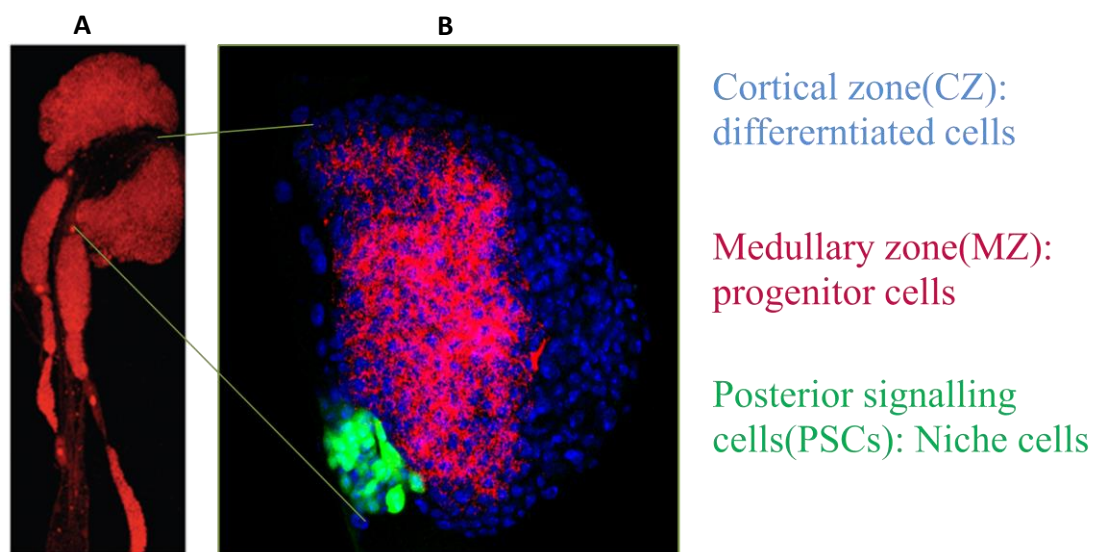 A
B
Cortical zone(CZ):
differerntiated cells
Medullary zone(MZ):
progenitor cells
Posterior signalling
cells(PSCs): Niche cells